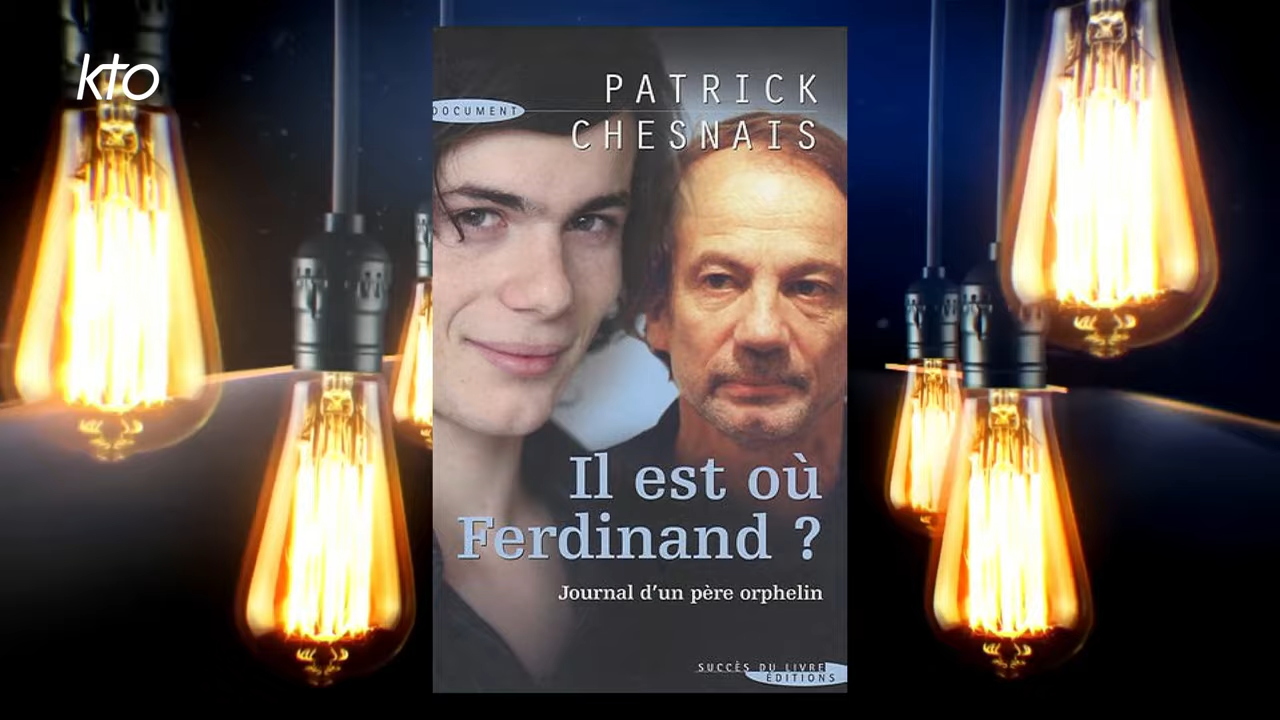 kto
PATRICK
CHESNAIS
DOCUMENT
Il est où
Ferdinand ?
Journal d'un père orphelin
SUCCÈS DU LIVRE
ÉDITIONS